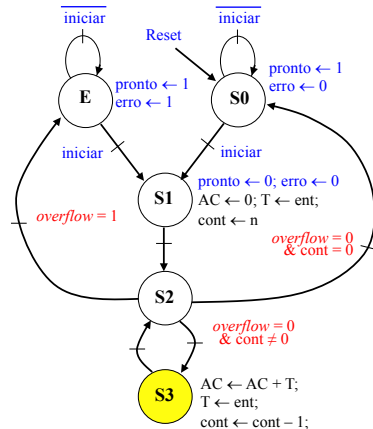 iniciar
iniciar
Reset
pronto ← 1
erro ← 0
pronto ← 1
erro ← 1
E
S0
iniciar
iniciar
S1
pronto ← 0; erro ← 0
AC ← 0; T ← ent;
cont ← n
overflow = 1
overflow = 0
& cont = 0
S2
overflow = 0
& cont ≠ 0
S3
AC ← AC + T;
T ← ent;
cont ← cont – 1;